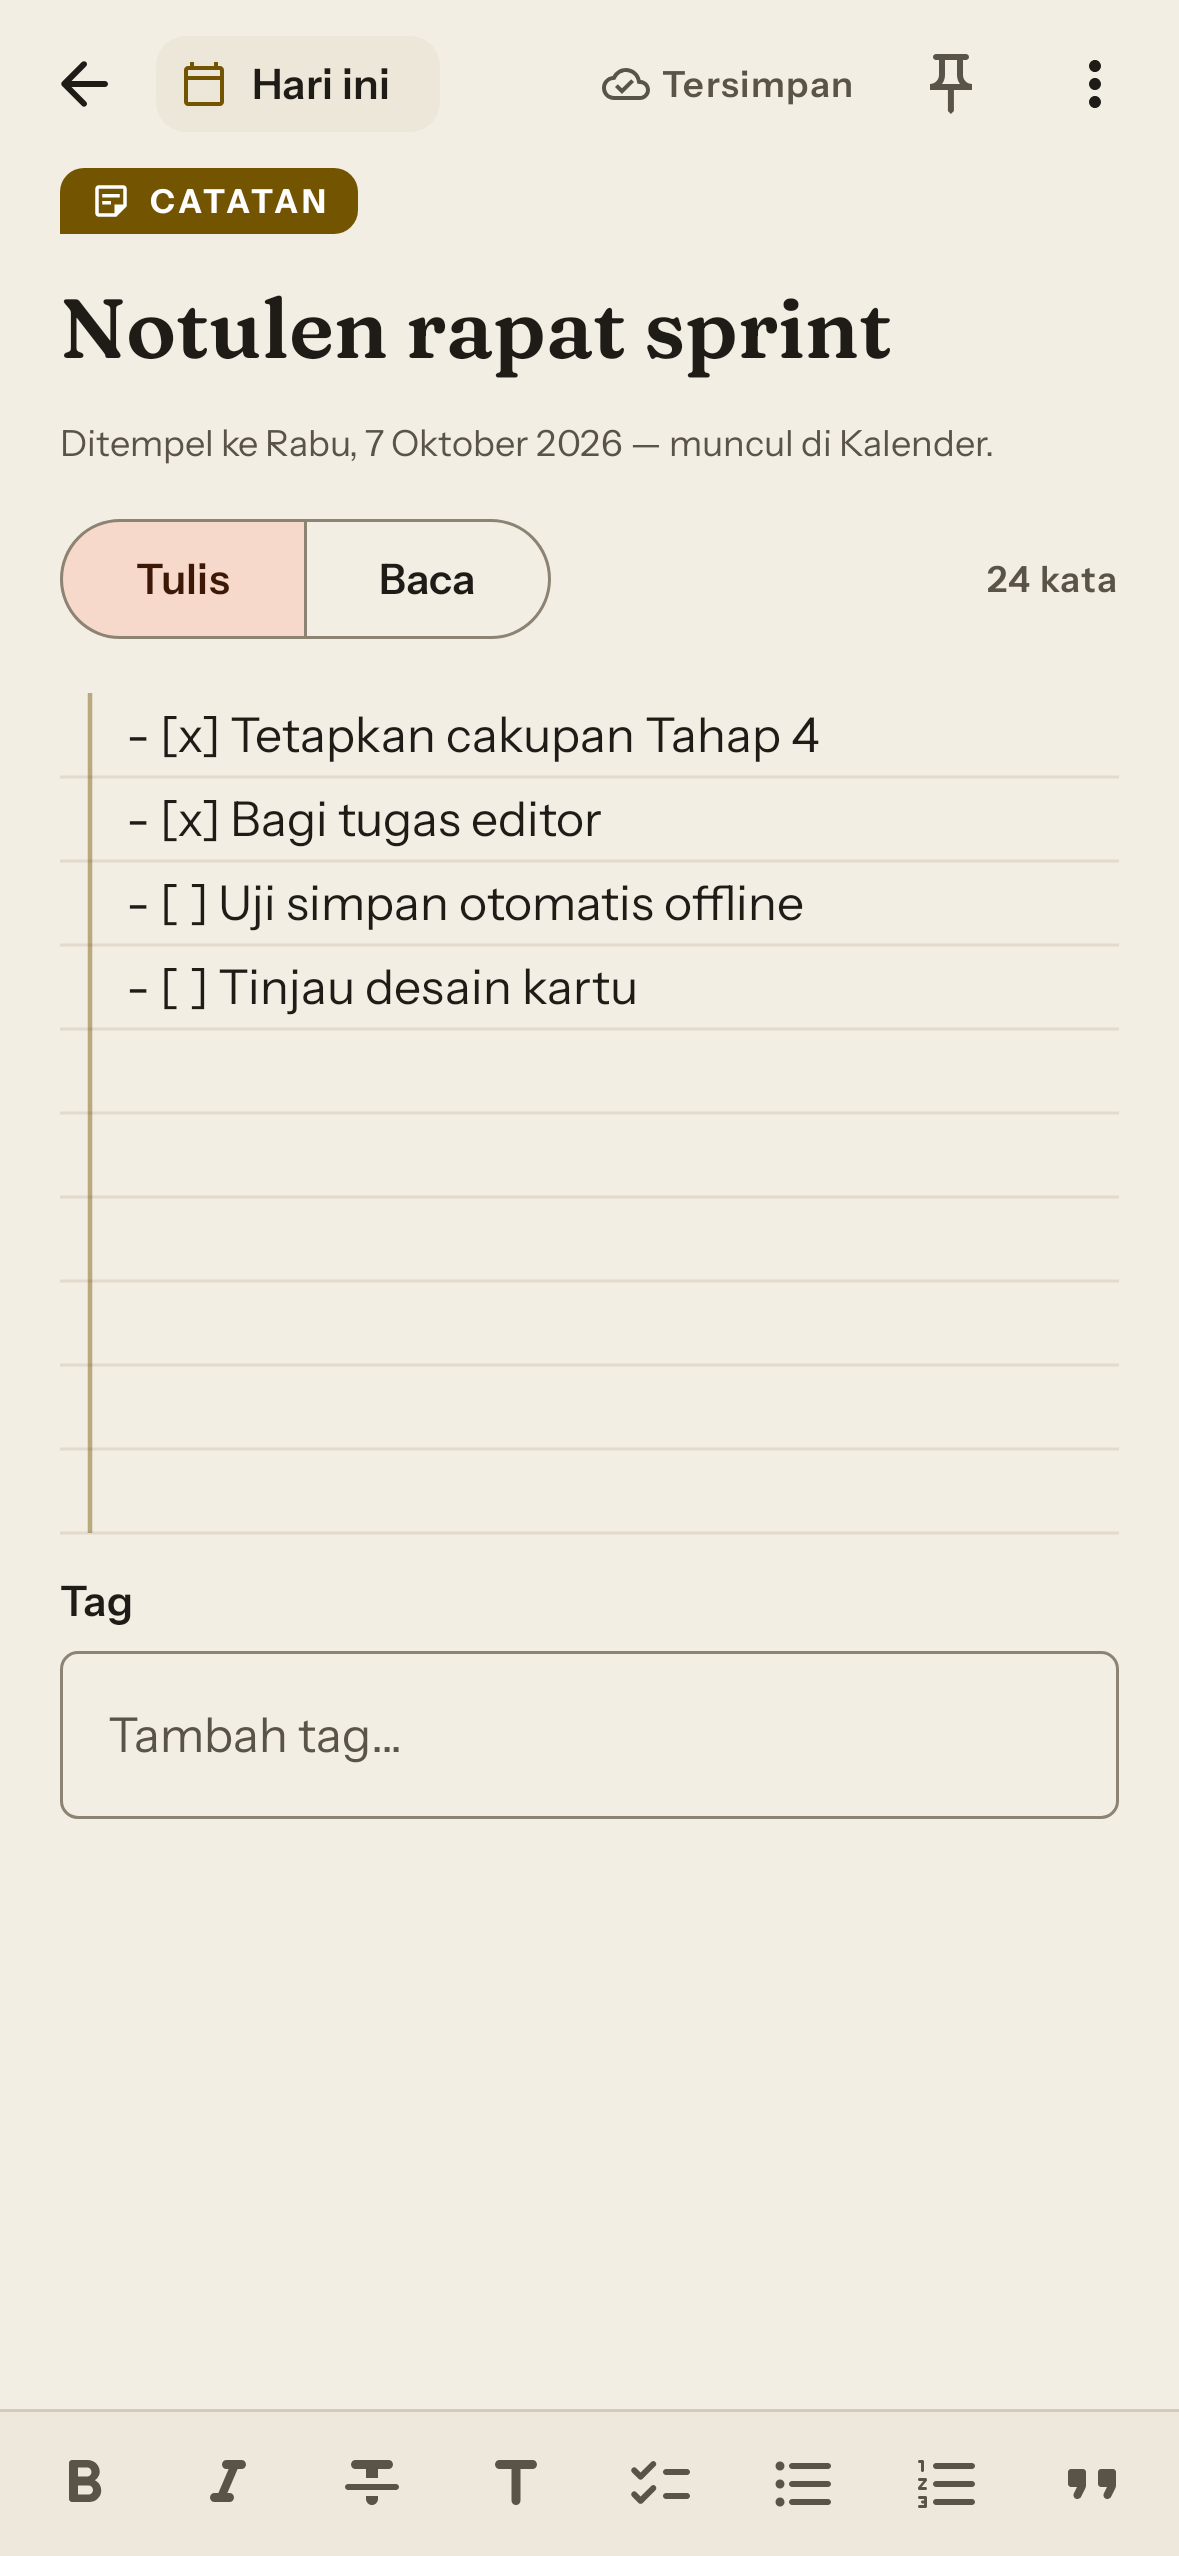 Hari ini
Tersimpan
CATATAN
Notulen rapat sprint
Ditempel ke Rabu, 7 Oktober 2026 — muncul di Kalender.
Tulis
Baca
24 kata
- [x] Tetapkan cakupan Tahap 4
- [x] Bagi tugas editor
- [ ] Uji simpan otomatis offline
- [ ] Tinjau desain kartu
Tag
Tambah tag...